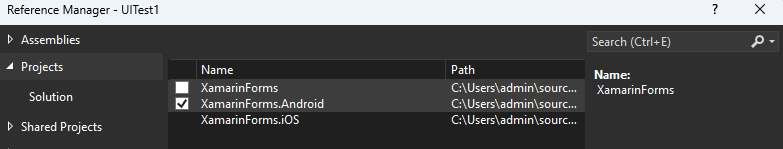 Reference Manager - UITest1 ? ×
Assemblies
Projects
Solution
Shared Projects
Name Path
XamarinForms C:\Users\admin\sourc...
XamarinForms.Android C:\Users\admin\sourc...
XamarinForms.iOS C:\Users\admin\sourc...
Search (Ctrl+E)
Name:
XamarinForms